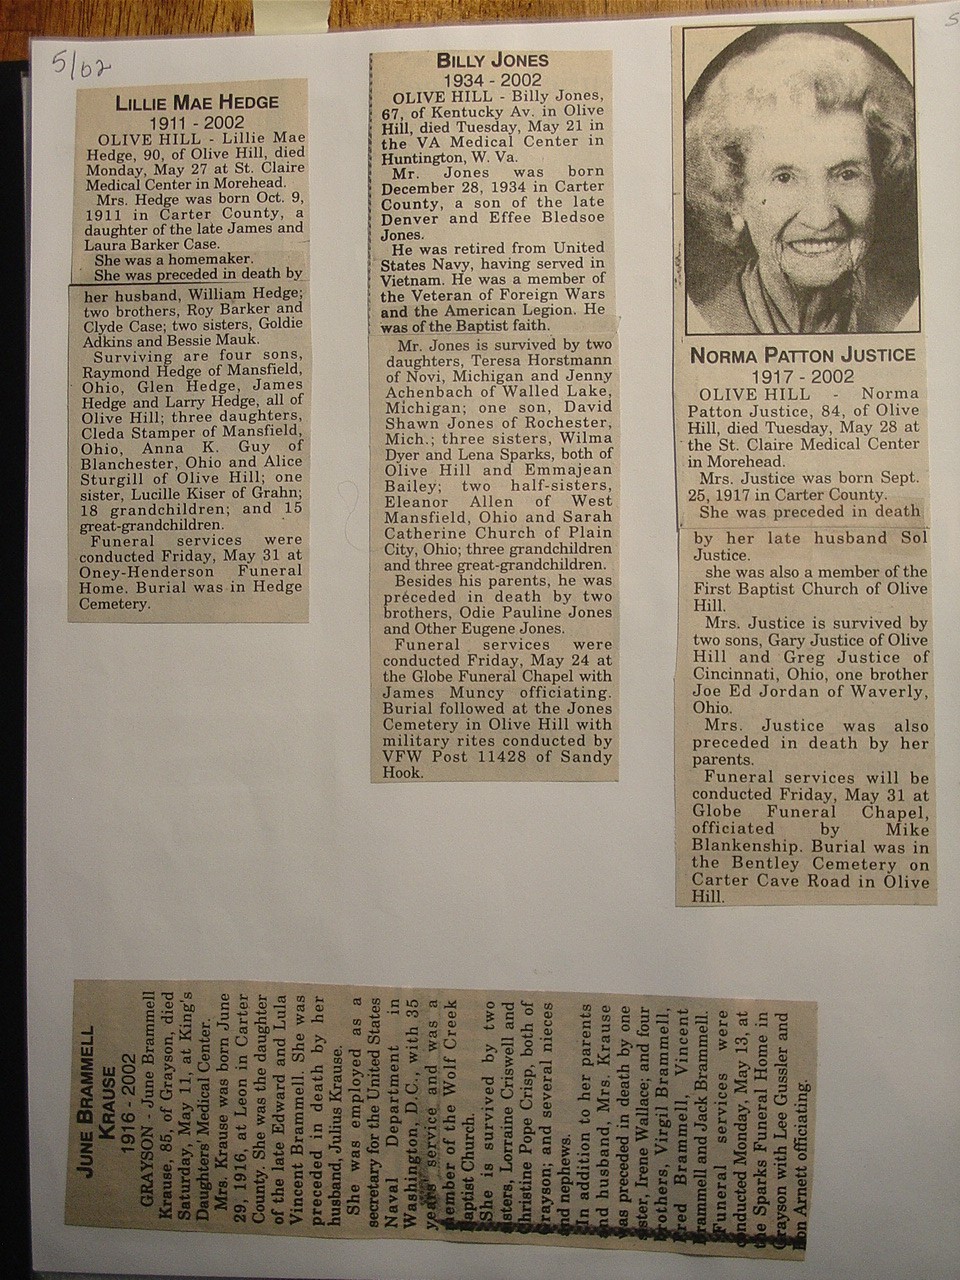 5/02
LILLIE MAE HEDGE
1911 - 2002
OLIVE HILL - Lillie Mae
Hedge, 90, of Olive Hill, died
Monday, May 27 at St. Claire
Medical Center in Morehead.
Mrs. Hedge was born Oct. 9,
1911 in Carter County, a
daughter of the late James and
Laura Barker Case.
She was a homemaker.
She was preceded in death by
her husband, William Hedge;
two brothers, Roy Barker and
Clyde Case; two sisters, Goldie
Adkins and Bessie Mauk.
Surviving are four sons,
Raymond Hedge of Mansfield,
Ohio, Glen Hedge, James
Hedge and Larry Hedge, all of
Olive Hill; three daughters,
Cleda Stamper of Mansfield,
Ohio, Anna K. Guy of
Blanchester, Ohio and Alice
Sturgill of Olive Hill; one
sister, Lucille Kiser of Grahn;
18 grandchildren; and 15
great-grandchildren.
Funeral services were
conducted Friday, May 31 at
Oney-Henderson Funeral
Home. Burial was in Hedge
Cemetery.
BILLY JONES
1934 - 2002
OLIVE HILL - Billy Jones,
67, of Kentucky Av. in Olive
Hill, died Tuesday, May 21 in
the VA Medical Center in
Huntington, W. Va.
Mr. Jones was born
December 28, 1934 in Carter
County, a son of the late
Denver and Effee Bledsoe
Jones.
He was retired from United
States Navy, having served in
Vietnam. He was a member of
the Veteran of Foreign Wars
and the American Legion. He
was of the Baptist faith.
Mr. Jones is survived by two
daughters, Teresa Horstmann
of Novi, Michigan and Jenny
Achenbach of Walled Lake,
Michigan; one son, David
Shawn Jones of Rochester,
Mich.; three sisters, Wilma
Dyer and Lena Sparks, both of
Olive Hill and Emmajean
Bailey; two half-sisters,
Eleanor Allen of West
Mansfield, Ohio and Sarah
Catherine Church of Plain
City, Ohio; three grandchildren
and three great-grandchildren.
Besides his parents, he was
preceded in death by two
brothers, Odie Pauline Jones
and Other Eugene Jones.
Funeral services were
conducted Friday, May 24 at
the Globe Funeral Chapel with
James Muncy officiating.
Burial followed at the Jones
Cemetery in Olive Hill with
military rites conducted by
VFW Post 11428 of Sandy
Hook.
NORMA PATTON JUSTICE
1917 - 2002
OLIVE HILL - Norma
Patton Justice, 84, of Olive
Hill, died Tuesday, May 28 at
the St. Claire Medical Center
in Morehead.
Mrs. Justice was born Sept.
25, 1917 in Carter County.
She was preceded in death
by her late husband Sol
Justice.
she was also a member of the
First Baptist Church of Olive
Hill.
Mrs. Justice is survived by
two sons, Gary Justice of Olive
Hill and Greg Justice of
Cincinnati, Ohio, one brother
Joe Ed Jordan of Waverly,
Ohio.
Mrs. Justice was also
preceded in death by her
parents.
Funeral services will be
conducted Friday, May 31 at
Globe Funeral Chapel,
officiated by Mike
Blankenship. Burial was in
the Bentley Cemetery on
Carter Cave Road in Olive
Hill.
JUNE BRAMMELL
KRAUSE
1916 - 2002
GRAYSON - June Brammell
Krause, 85, of Grayson, died
Saturday, May 11, at King's
Daughters' Medical Center.
Mrs. Krause was born June
29, 1916, at Leon in Carter
County. She was the daughter
of the late Edward and Lula
Vincent Brammell. She was
preceded in death by her
husband, Julius Krause.
She was employed as a
secretary for the United States
Naval Department in
Washington, D.C., with 35
years service and was a
member of the Wolf Creek
Baptist Church.
She is survived by two
sisters, Lorraine Criswell and
Christine Pope Crisp, both of
Grayson; and several nieces
and nephews.
In addition to her parents
and husband, Mrs. Krause
was preceded in death by one
sister, Irene Wallace; and four
brothers, Virgil Brammell,
Fred Brammell, Vincent
Brammell and Jack Brammell.
Funeral services were
conducted Monday, May 13, at
the Sparks Funeral Home in
Grayson with Lee Gussler and
Ron Arnett officiating.